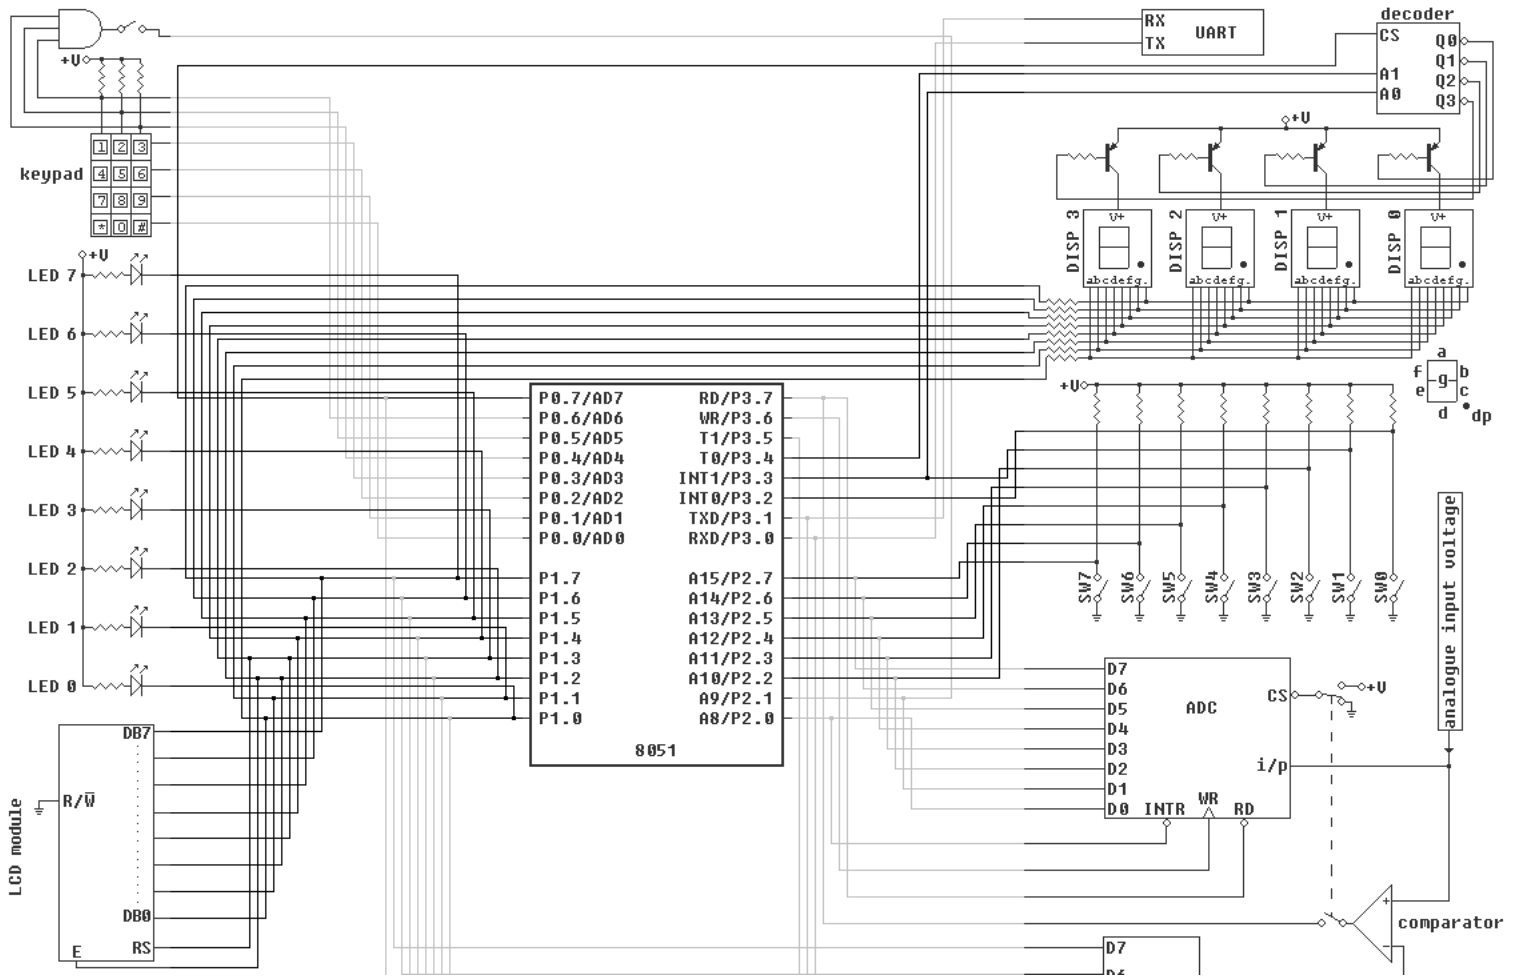 decoder
RX
TX
UART
CS
A1
A0
Q0
Q1
Q2
Q3
+V
+V
1 2 3
4 5 6
7 8 9
* 0 #
keypad
DISP 3
V+
abcdefg.
DISP 2
V+
abcdefg.
DISP 1
V+
abcdefg.
DISP 0
V+
abcdefg.
+V
LED 7
LED 6
LED 5
LED 4
LED 3
LED 2
LED 1
LED 0
a
f b
g
e c
d
dp
P0.7/AD7 RD/P3.7
P0.6/AD6 WR/P3.6
P0.5/AD5 T1/P3.5
P0.4/AD4 T0/P3.4
P0.3/AD3 INT1/P3.3
P0.2/AD2 INT0/P3.2
P0.1/AD1 TXD/P3.1
P0.0/AD0 RXD/P3.0
P1.7 A15/P2.7
P1.6 A14/P2.6
P1.5 A13/P2.5
P1.4 A12/P2.4
P1.3 A11/P2.3
P1.2 A10/P2.2
P1.1 A9/P2.1
P1.0 A8/P2.0
8051
+V
SW7
SW6
SW5
SW4
SW3
SW2
SW1
SW0
analogue input voltage
D7
D6
D5
D4
D3
D2
D1
D0
ADC
CS
+V
i/p
INTR
WR
RD
LCD module
DB7
R/W̅
DB0
RS
E
+
-
comparator
D7